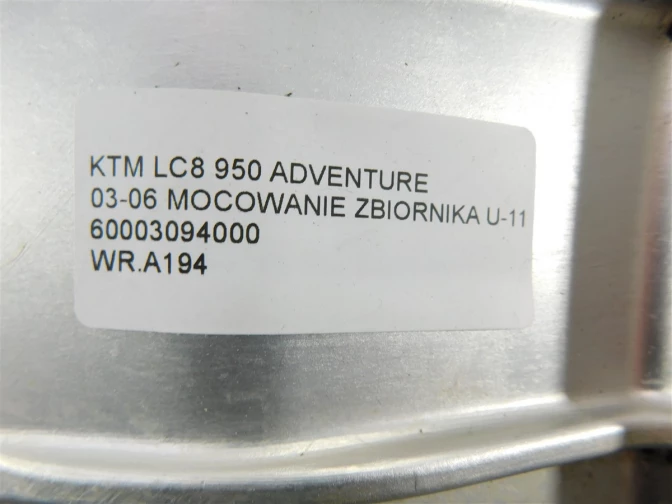 KTM LC8 950 ADVENTURE
03-06 MOCOWANIE ZBIORNIKA U-11
60003094000
WR.A194